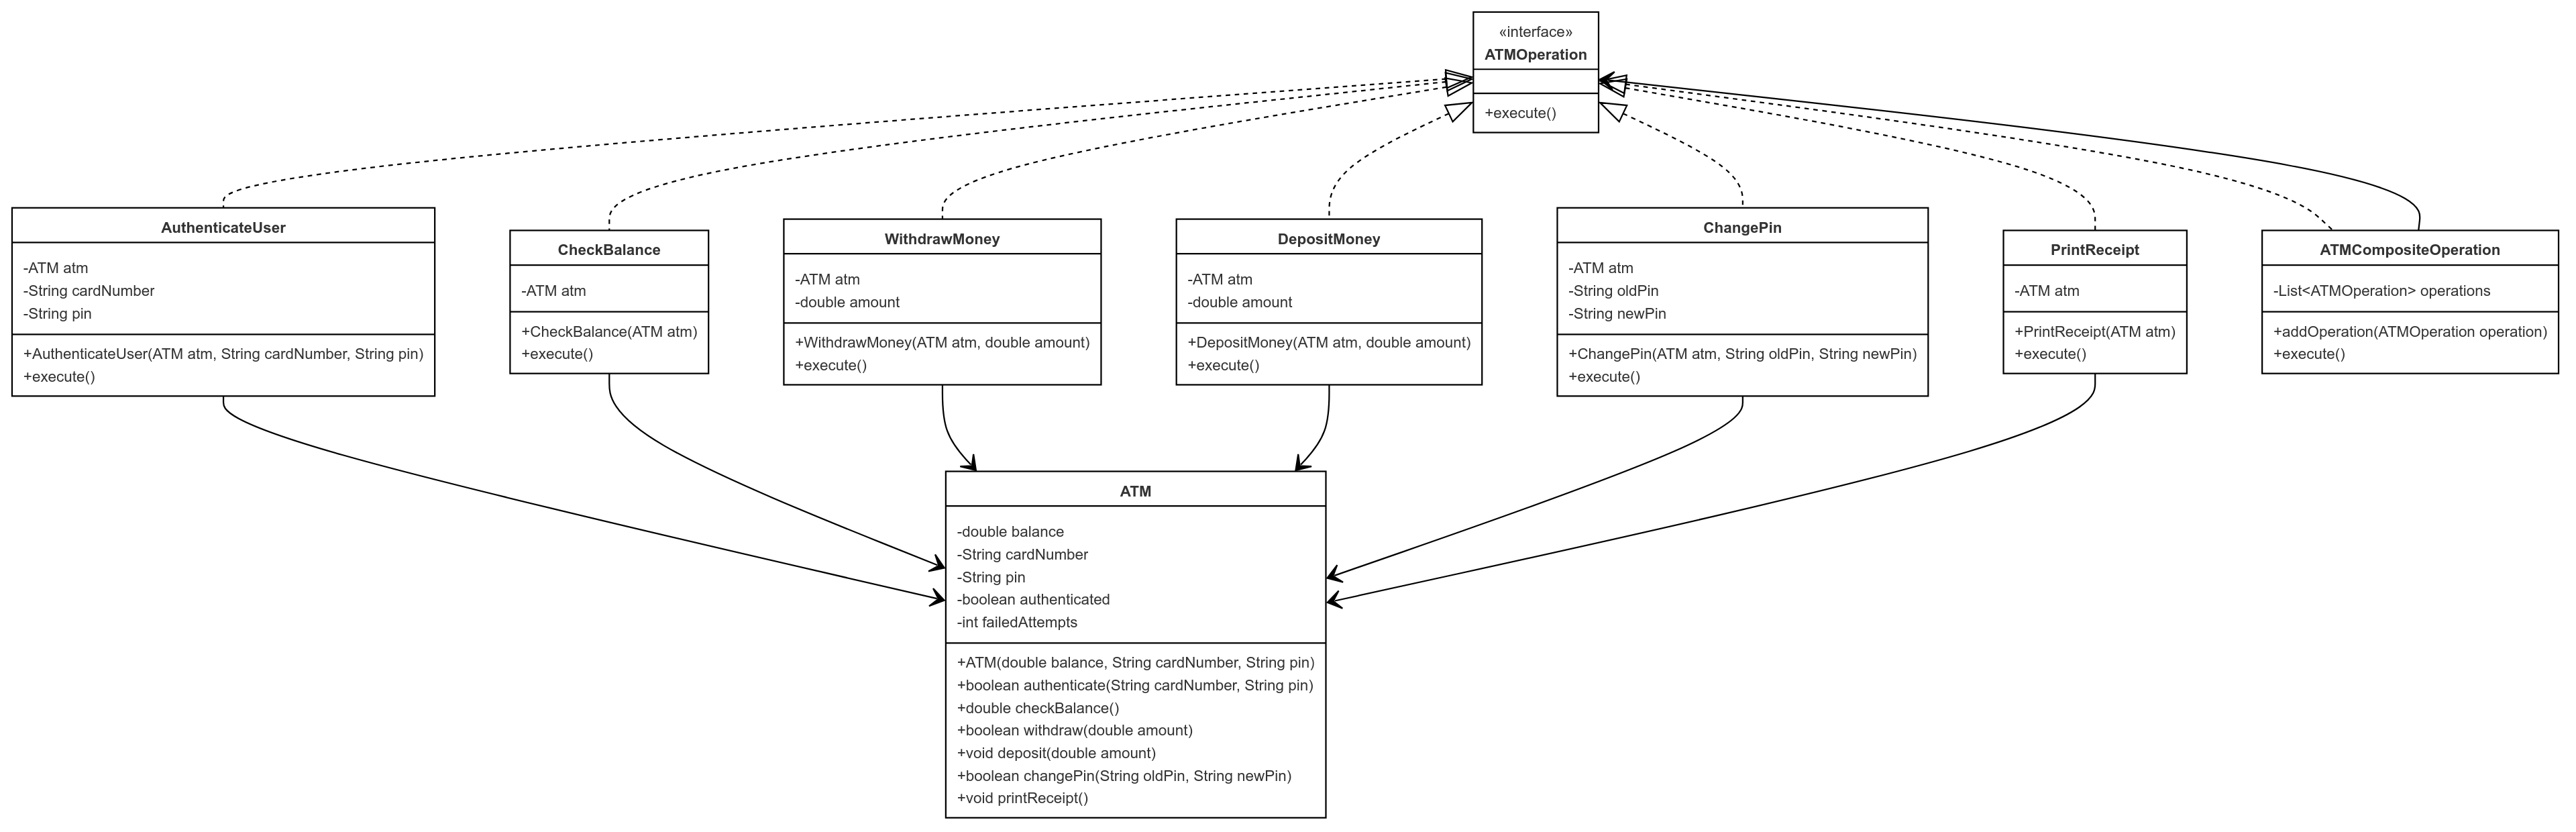 «interface»
ATMOperation
+execute()
AuthenticateUser
-ATM atm
-String cardNumber
-String pin
+AuthenticateUser(ATM atm, String cardNumber, String pin)
+execute()
CheckBalance
-ATM atm
+CheckBalance(ATM atm)
+execute()
WithdrawMoney
-ATM atm
-double amount
+WithdrawMoney(ATM atm, double amount)
+execute()
DepositMoney
-ATM atm
-double amount
+DepositMoney(ATM atm, double amount)
+execute()
ChangePin
-ATM atm
-String oldPin
-String newPin
+ChangePin(ATM atm, String oldPin, String newPin)
+execute()
PrintReceipt
-ATM atm
+PrintReceipt(ATM atm)
+execute()
ATMCompositeOperation
-List<ATMOperation> operations
+addOperation(ATMOperation operation)
+execute()
ATM
-double balance
-String cardNumber
-String pin
-boolean authenticated
-int failedAttempts
+ATM(double balance, String cardNumber, String pin)
+boolean authenticate(String cardNumber, String pin)
+double checkBalance()
+boolean withdraw(double amount)
+void deposit(double amount)
+boolean changePin(String oldPin, String newPin)
+void printReceipt()